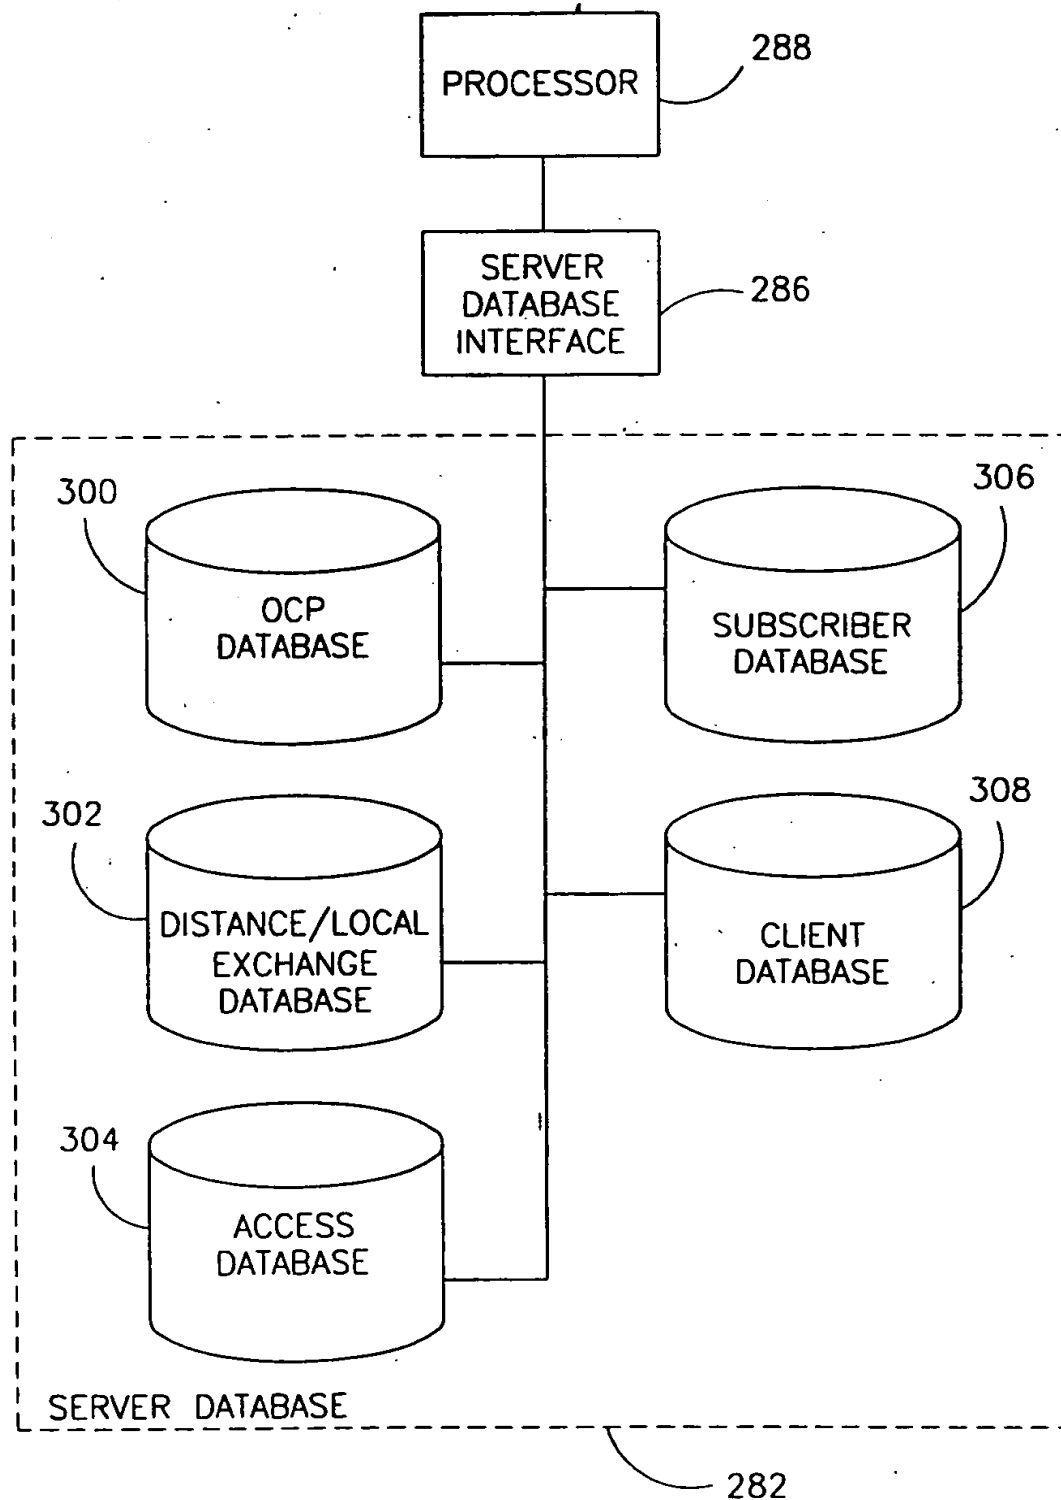 288
PROCESSOR
SERVER
DATABASE
INTERFACE
286
300
OCP
DATABASE
306
SUBSCRIBER
DATABASE
302
DISTANCE/LOCAL
EXCHANGE
DATABASE
308
CLIENT
DATABASE
304
ACCESS
DATABASE
SERVER DATABASE
282